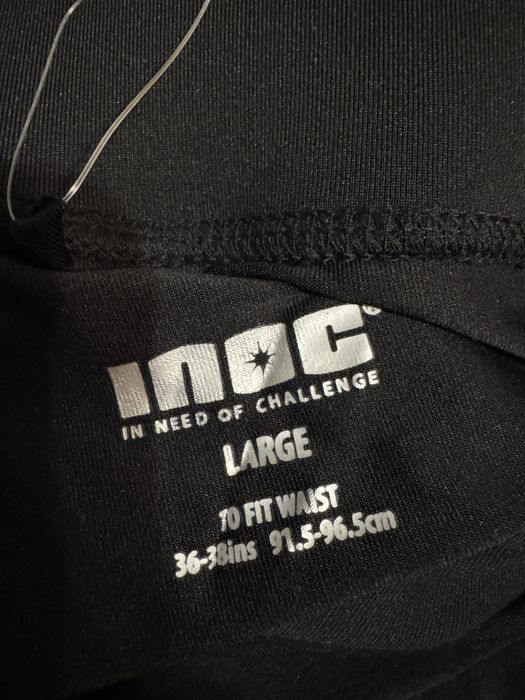 INOC®
IN NEED OF CHALLENGE
LARGE
TO FIT WAIST
36-38ins 91.5-96.5cm